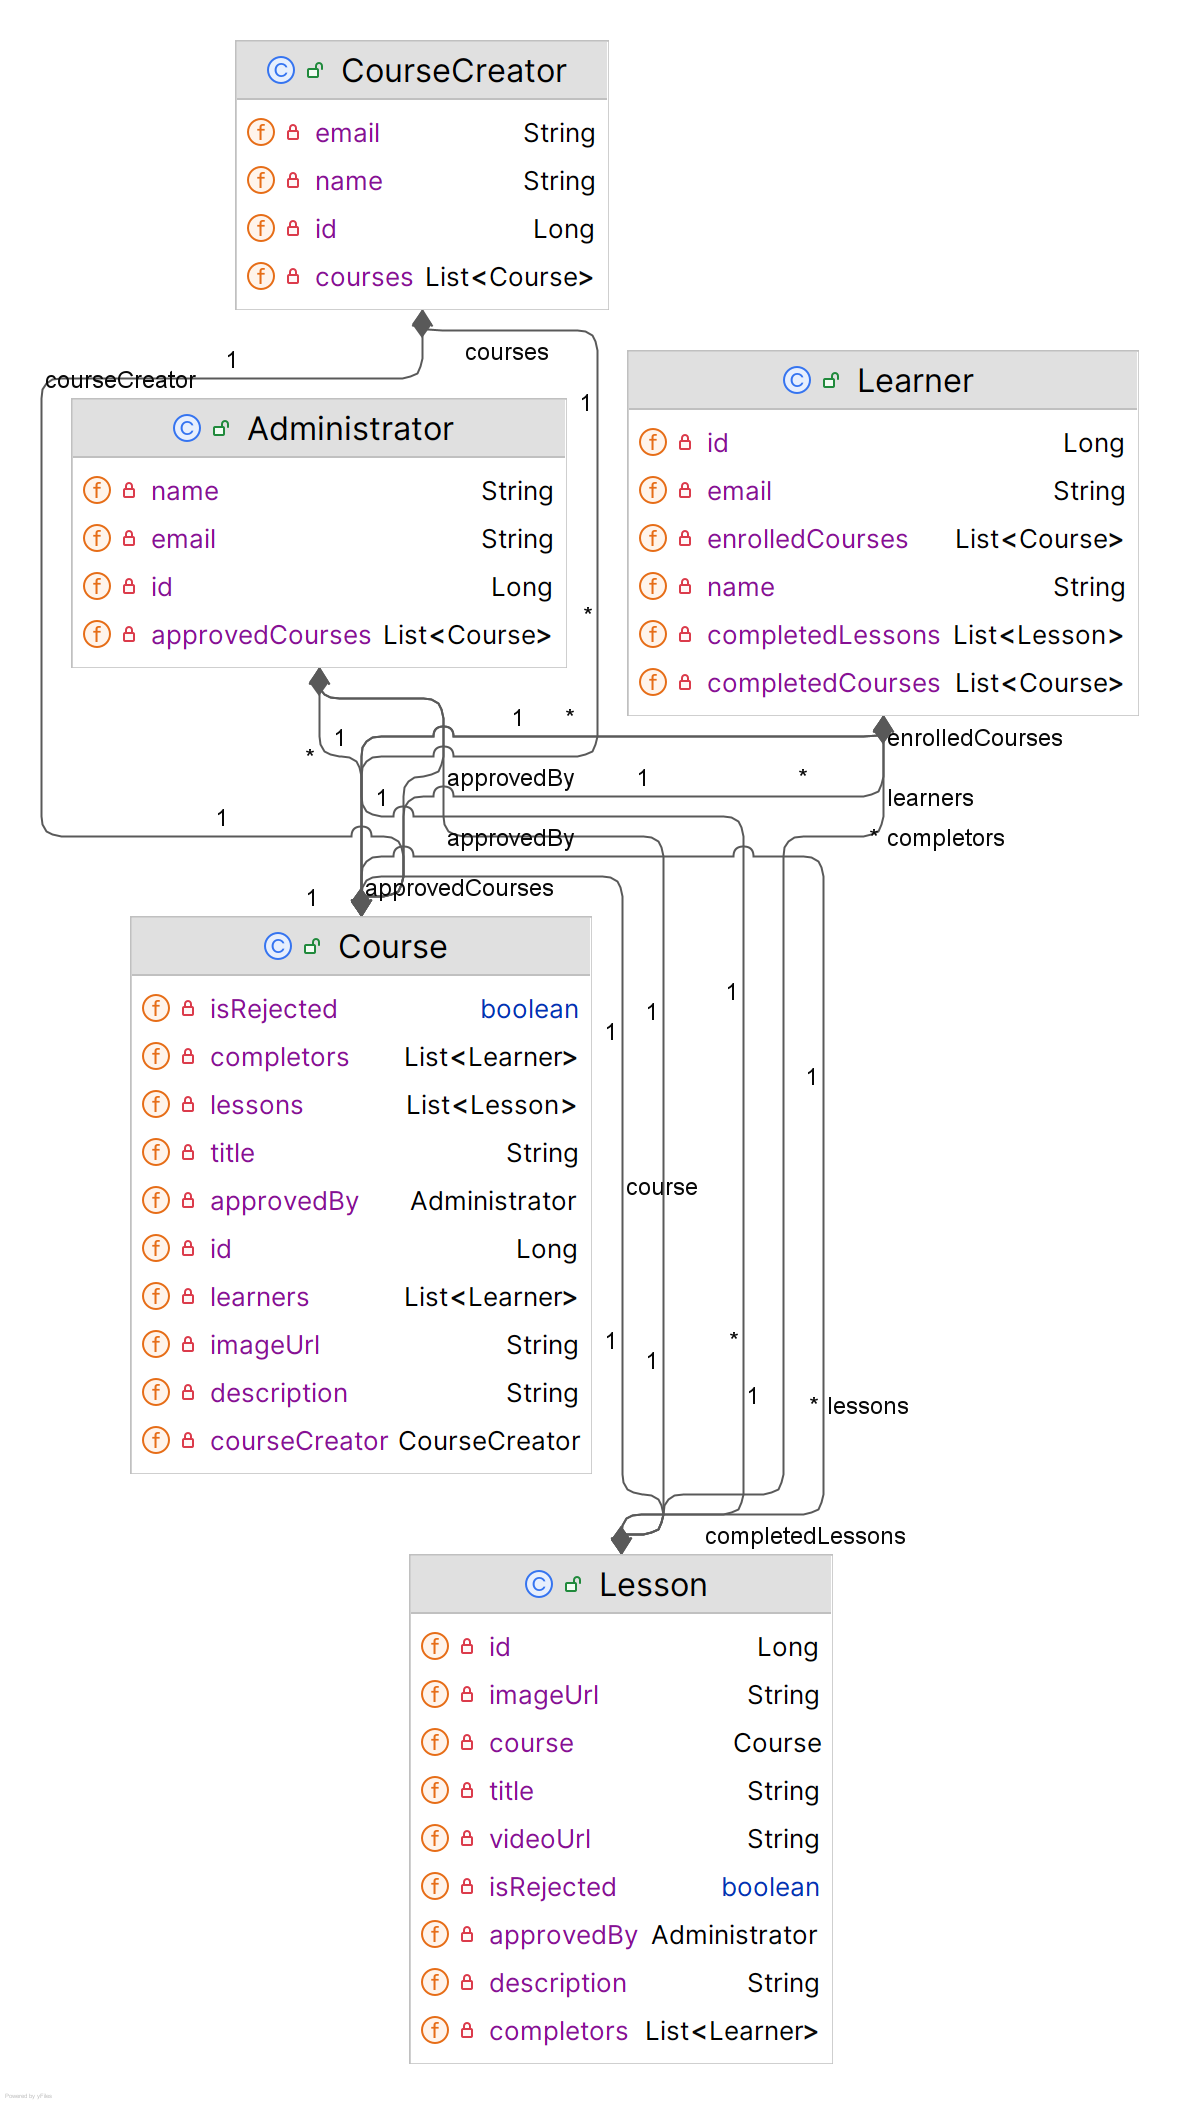 CourseCreator
email String
name String
id Long
courses List<Course>
courses
1
courseCreator
1
Learner
id Long
email String
enrolledCourses List<Course>
name String
completedLessons List<Lesson>
completedCourses List<Course>
Administrator
name String
email String
id Long
approvedCourses List<Course>
*
1
*
1
*
enrolledCourses
approvedBy
1
*
1
learners
1
approvedBy
*
completors
approvedCourses
1
Course
isRejected boolean
completors List<Learner>
lessons List<Lesson>
title String
approvedBy Administrator
id Long
learners List<Learner>
imageUrl String
description String
courseCreator CourseCreator
1
1
1
1
course
1
*
1
1
*
lessons
completedLessons
Lesson
id Long
imageUrl String
course Course
title String
videoUrl String
isRejected boolean
approvedBy Administrator
description String
completors List<Learner>
Powered by yFiles